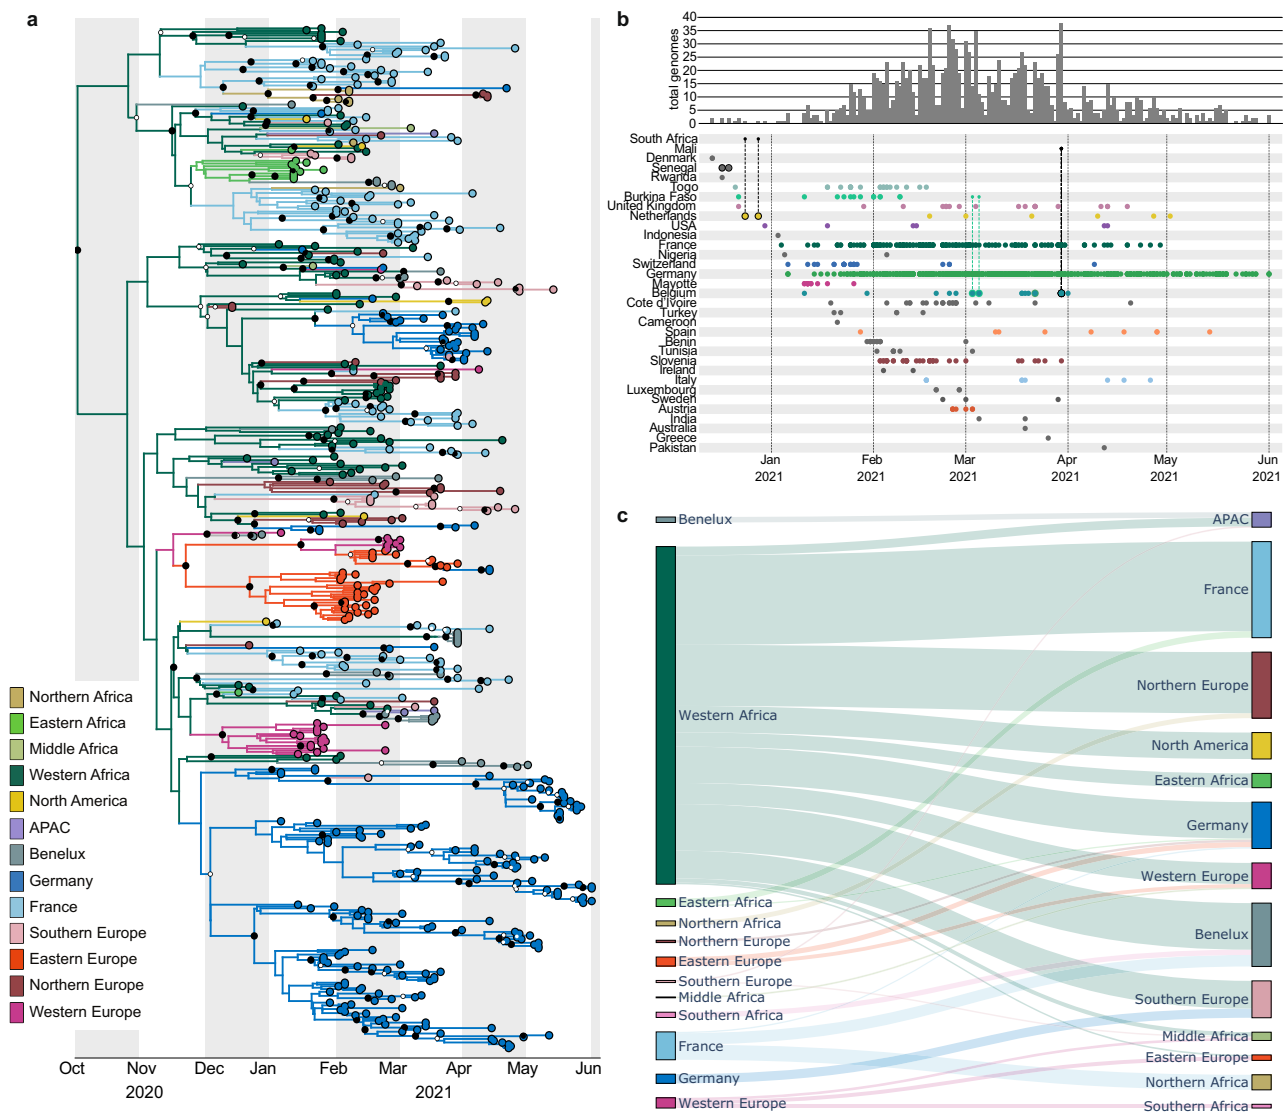 a
Northern Africa
Eastern Africa
Middle Africa
Western Africa
North America
APAC
Benelux
Germany
France
Southern Europe
Eastern Europe
Northern Europe
Western Europe
Oct Nov Dec Jan Feb Mar Apr May Jun
2020 2021
b
total genomes
40
35
30
25
20
15
10
5
0
South Africa
Mali
Denmark
Senegal
Rwanda
Togo
Burkina Faso
United Kingdom
Netherlands
USA
Indonesia
France
Nigeria
Switzerland
Germany
Mayotte
Belgium
Cote d'Ivoire
Turkey
Cameroon
Spain
Benin
Tunisia
Slovenia
Ireland
Italy
Luxembourg
Sweden
Austria
India
Australia
Greece
Pakistan
Jan Feb Mar Apr May Jun
2021 2021 2021 2021 2021 2021
c
Benelux
Western Africa
Eastern Africa
Northern Africa
Northern Europe
Eastern Europe
Southern Europe
Middle Africa
Southern Africa
France
Germany
Western Europe
APAC
France
Northern Europe
North America
Eastern Africa
Germany
Western Europe
Benelux
Southern Europe
Middle Africa
Eastern Europe
Northern Africa
Southern Africa